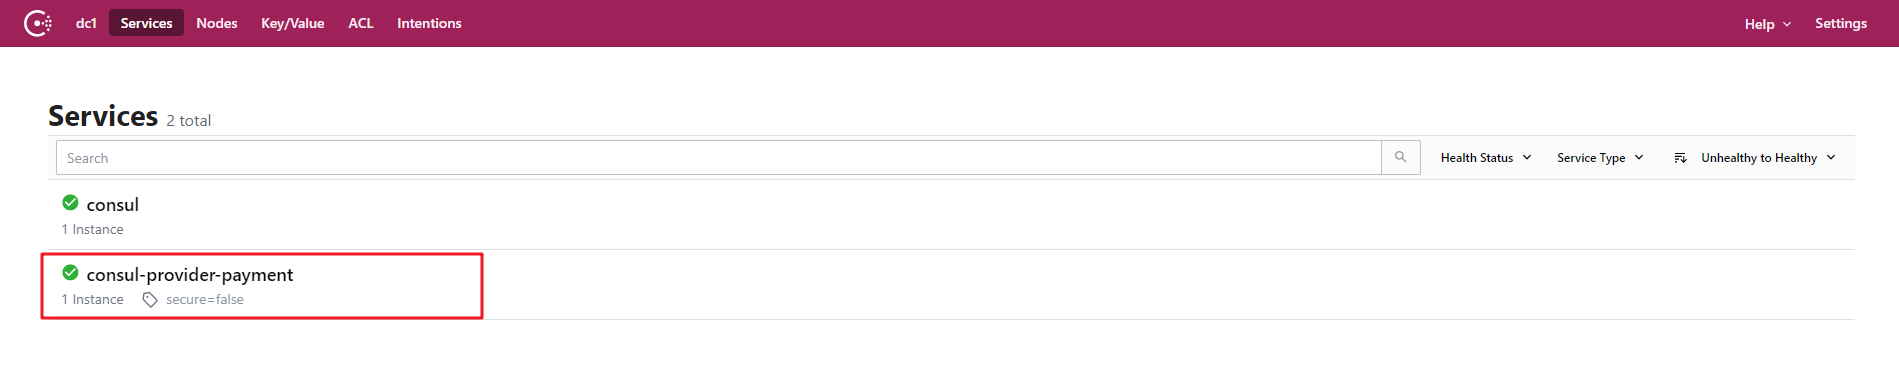 dc1 Services Nodes Key/Value ACL Intentions Help Settings
Services 2 total
Search Health Status Service Type Unhealthy to Healthy
consul
1 Instance
consul-provider-payment
1 Instance secure=false